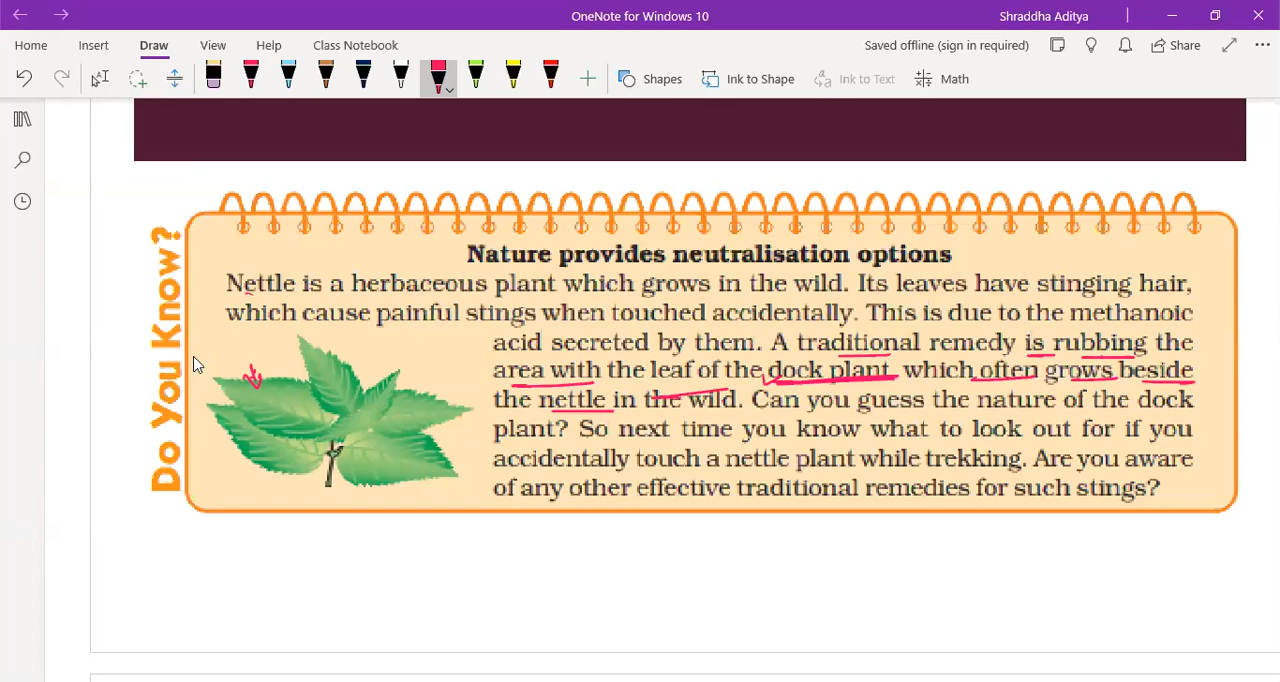 OneNote for Windows 10
Shraddha Aditya
Home Insert Draw View Help Class Notebook
Saved offline (sign in required)
Share
Shapes
Ink to Shape
Ink to Text
Math
Do You Know?
Nature provides neutralisation options
Nettle is a herbaceous plant which grows in the wild. Its leaves have stinging hair,
which cause painful stings when touched accidentally. This is due to the methanoic
acid secreted by them. A traditional remedy is rubbing the
area with the leaf of the dock plant, which often grows beside
the nettle in the wild. Can you guess the nature of the dock
plant? So next time you know what to look out for if you
accidentally touch a nettle plant while trekking. Are you aware
of any other effective traditional remedies for such stings?